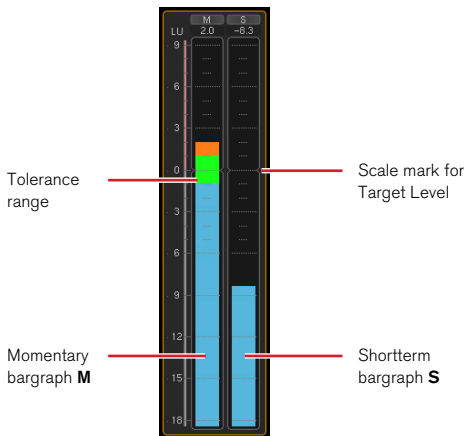 M S
LU 2.0 −8.3
9
6
3
0
3
6
9
12
15
18
Tolerance
range
Scale mark for
Target Level
Momentary
bargraph M
Shortterm
bargraph S